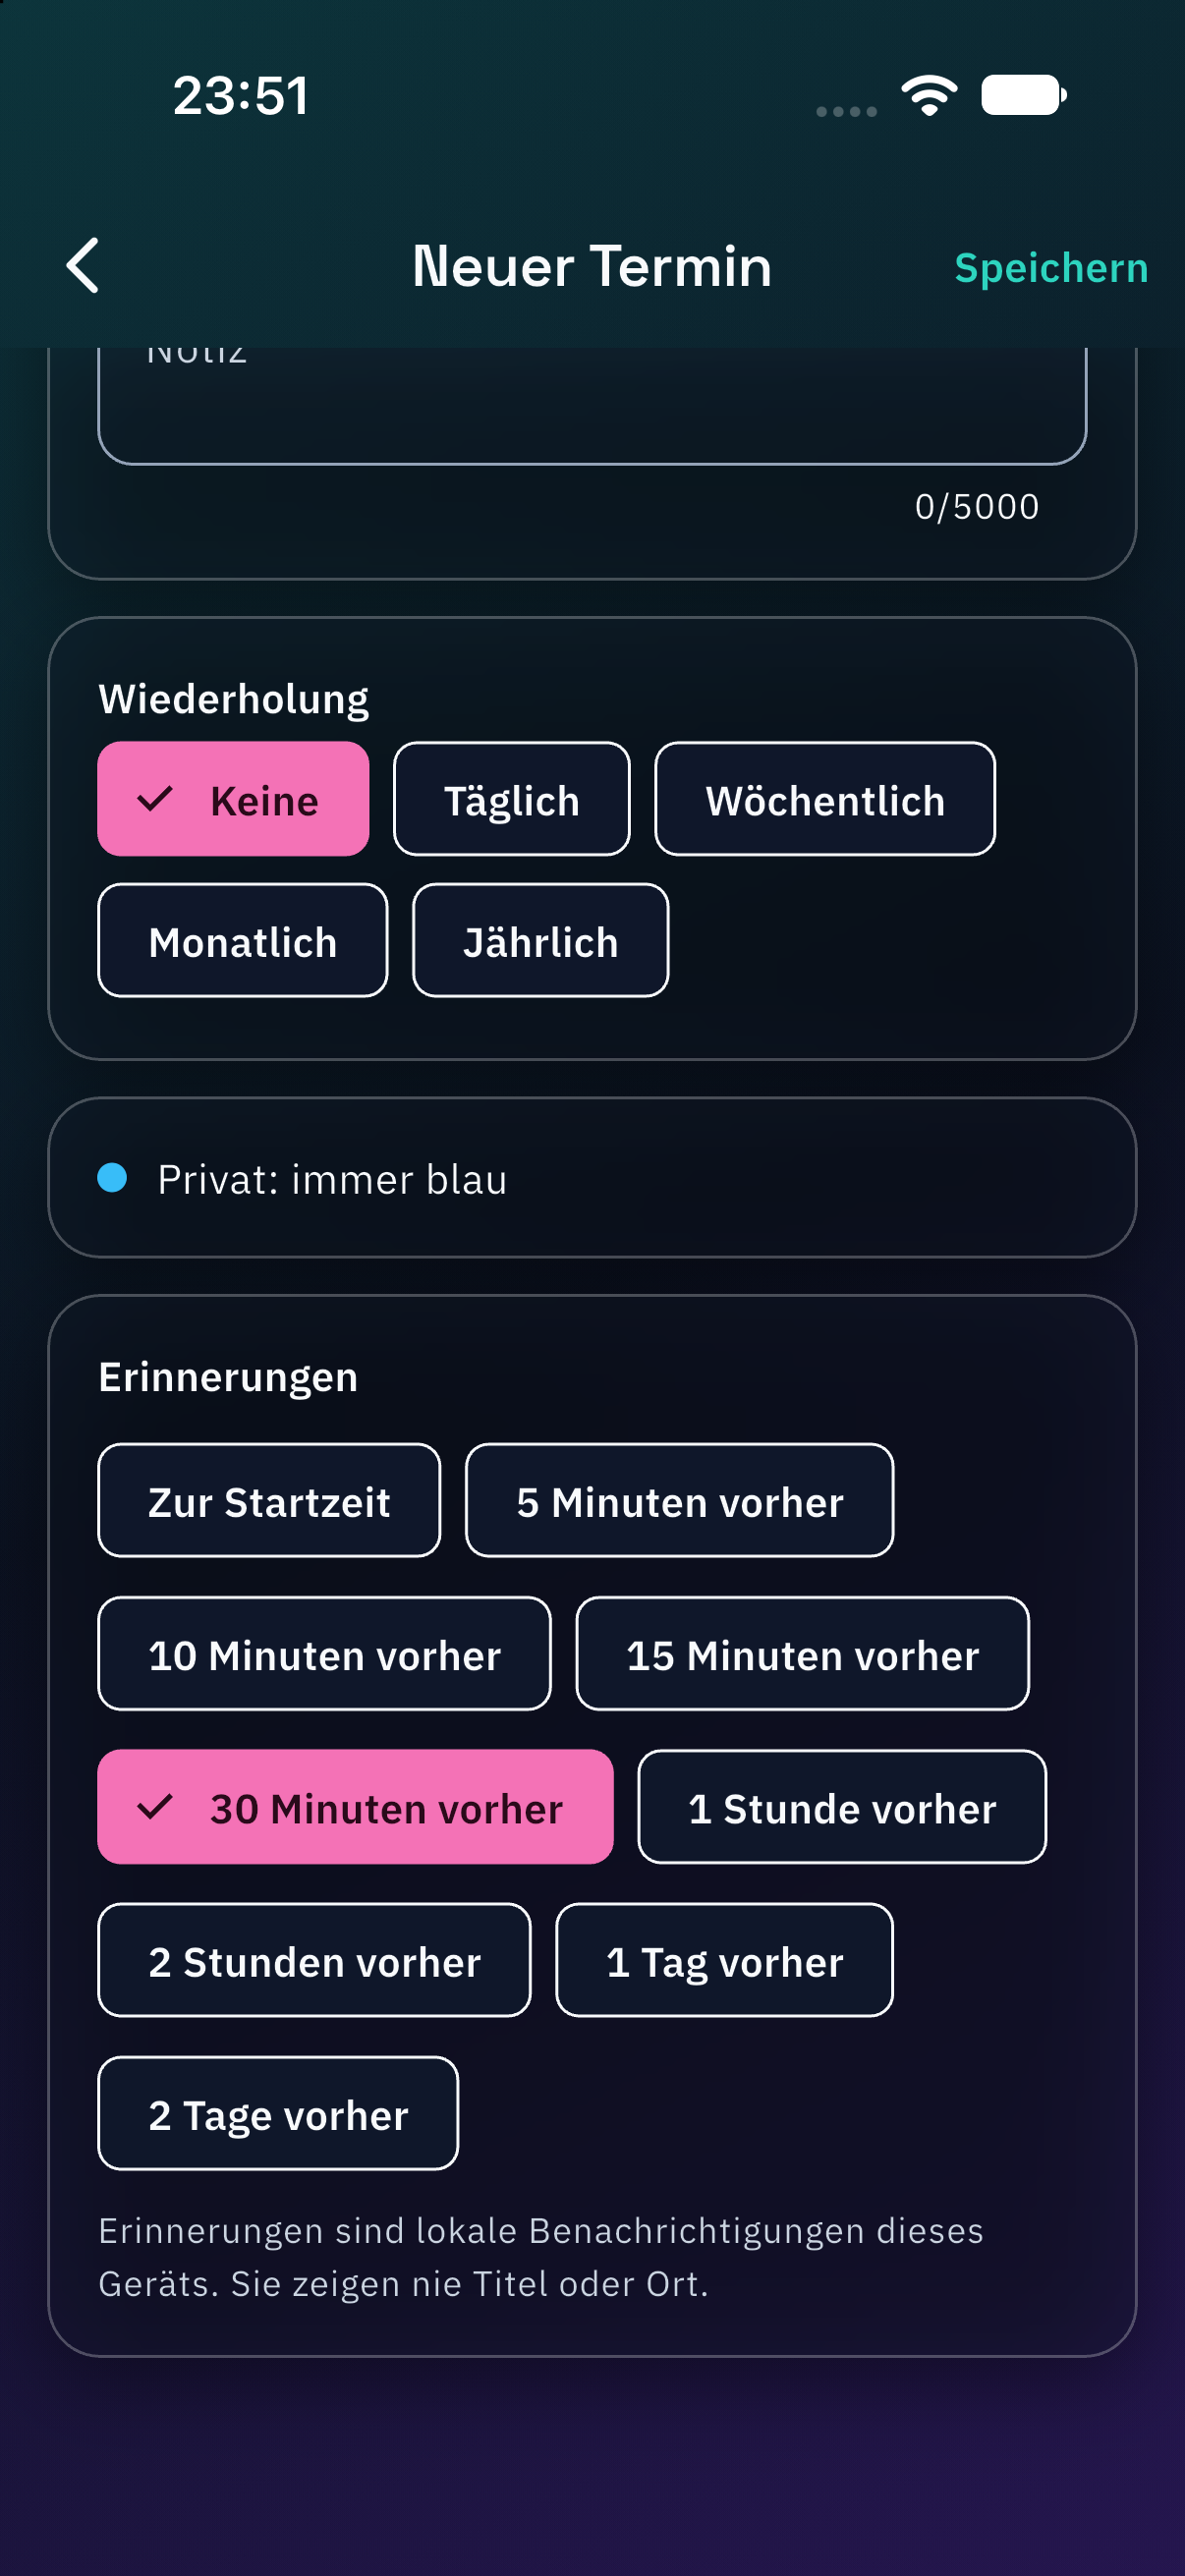 23:51
Neuer Termin
Speichern
Notiz
0/5000
Wiederholung
Keine
Täglich
Wöchentlich
Monatlich
Jährlich
Privat: immer blau
Erinnerungen
Zur Startzeit
5 Minuten vorher
10 Minuten vorher
15 Minuten vorher
30 Minuten vorher
1 Stunde vorher
2 Stunden vorher
1 Tag vorher
2 Tage vorher
Erinnerungen sind lokale Benachrichtigungen dieses
Geräts. Sie zeigen nie Titel oder Ort.